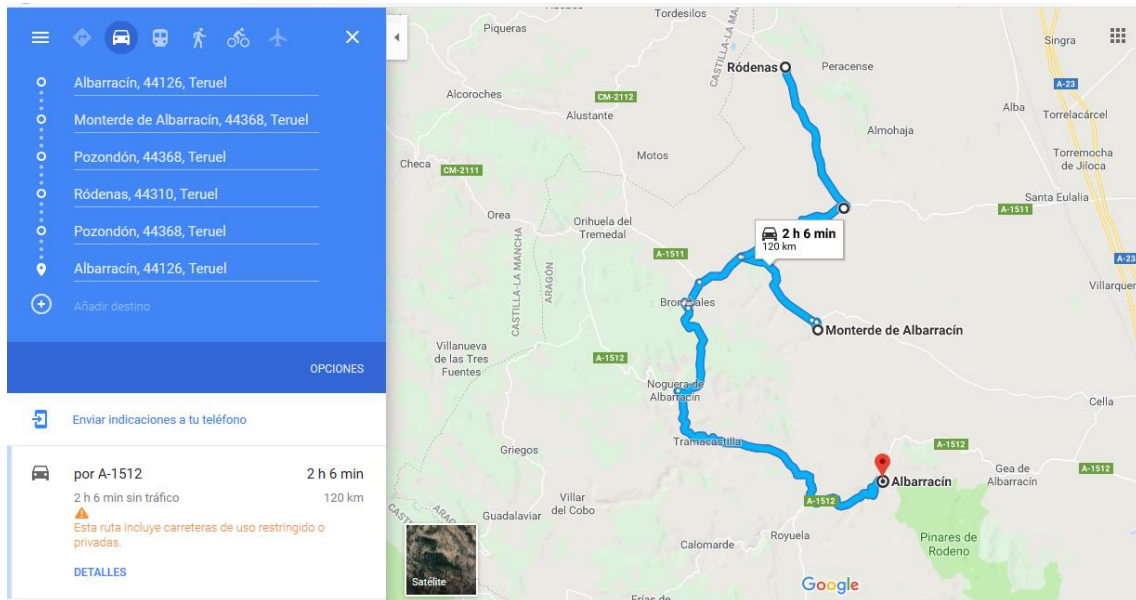 Albarracín, 44126, Teruel
Monterde de Albarracín, 44368, Teruel
Pozondón, 44368, Teruel
Ródenas, 44310, Teruel
Pozondón, 44368, Teruel
Albarracín, 44126, Teruel
Añadir destino
OPCIONES
Enviar indicaciones a tu teléfono
por A-1512
2 h 6 min
2 h 6 min sin tráfico
120 km
Esta ruta incluye carreteras de uso restringido o
privadas.
DETALLES
Tordesilos
Piqueras
CASTILLA-LA MAN
Singra
Ródenas
Peracense
A-23
Alcoroches
CM-2112
Alba
Torrelacárcel
Alustante
Almohaja
Motos
Torremocha
de Jiloca
Checa
CM-2111
Santa Eulalia
A-1511
Orea
Orihuela del
Tremedal
2 h 6 min
120 km
A-1511
A-23
CASTILLA-LA MANCHA
ARAGÓN
Villarquer
Monterde de Albarracín
Villanueva
de las Tres
Fuentes
A-1512
Noguera de
Albarracín
Cella
Tramacastilla
Griegos
A-1512
Gea de
Albarracín
A-1512
Albarracín
Villar
del Cobo
A-1512
Guadalaviar
Royuela
Calomarde
Pinares de
Rodeno
Satélite
Google
Frías de